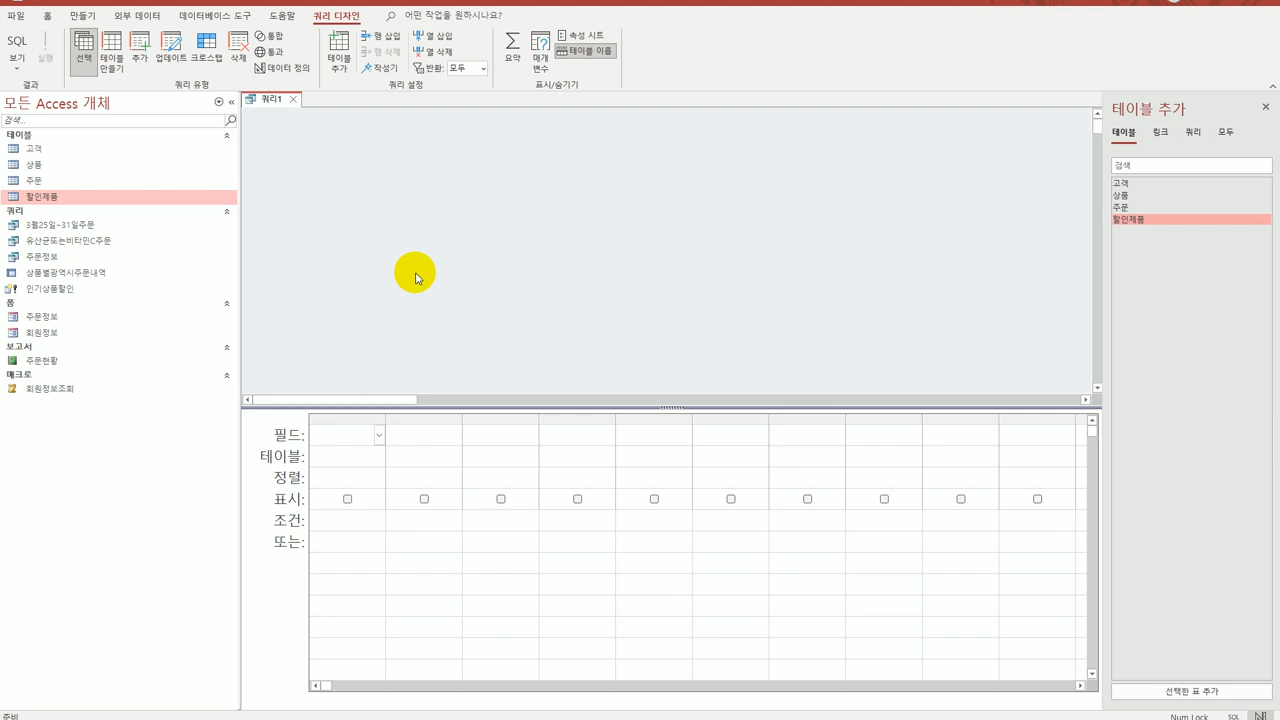 파일 홈 만들기 외부 데이터 데이터베이스 도구 도움말 쿼리 디자인 어떤 작업을 원하시나요?
SQL 보기
실행
결과
선택
테이블 만들기
추가
업데이트
크로스탭
삭제
통합
통과
데이터 정의
쿼리 유형
테이블 추가
행 삽입
행 삭제
작성기
열 삽입
열 삭제
반환: 모두
쿼리 설정
요약
매개 변수
속성 시트
테이블 이름
표시/숨기기
모든 Access 개체
검색...
테이블
고객
상품
주문
할인제품
쿼리
3월25일~31일주문
유산균또는비타민C주문
주문정보
상품별광역시주문내역
인기상품할인
폼
주문정보
회원정보
보고서
주문현황
매크로
회원정보조회
쿼리1
필드:
테이블:
정렬:
표시:
조건:
또는:
테이블 추가
테이블 링크 쿼리 모두
검색
고객
상품
주문
할인제품
선택한 표 추가
준비
Num Lock SQL